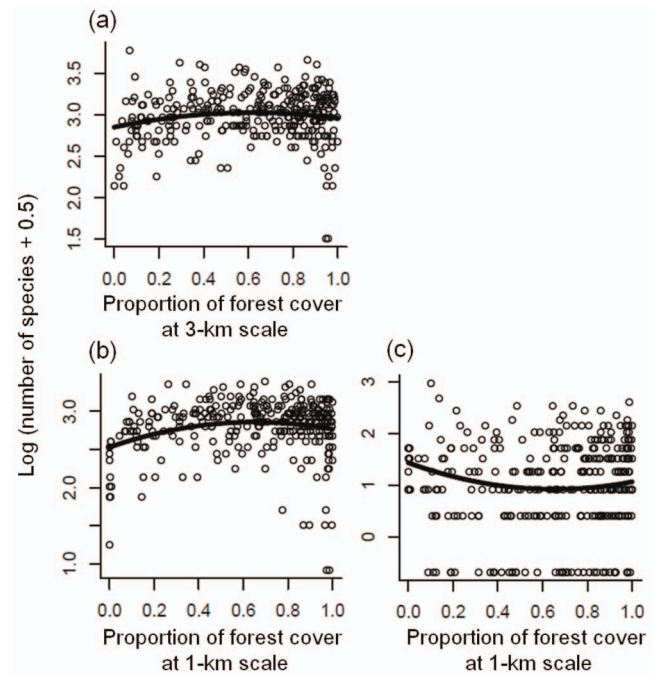 (a)
3.5
3.0
2.5
2.0
1.5
0.0 0.2 0.4 0.6 0.8 1.0
Proportion of forest cover
at 3-km scale
Log (number of species + 0.5)
(b)
3.0
2.0
1.0
0.0 0.2 0.4 0.6 0.8 1.0
Proportion of forest cover
at 1-km scale
(c)
3
2
1
0
0.0 0.2 0.4 0.6 0.8 1.0
Proportion of forest cover
at 1-km scale